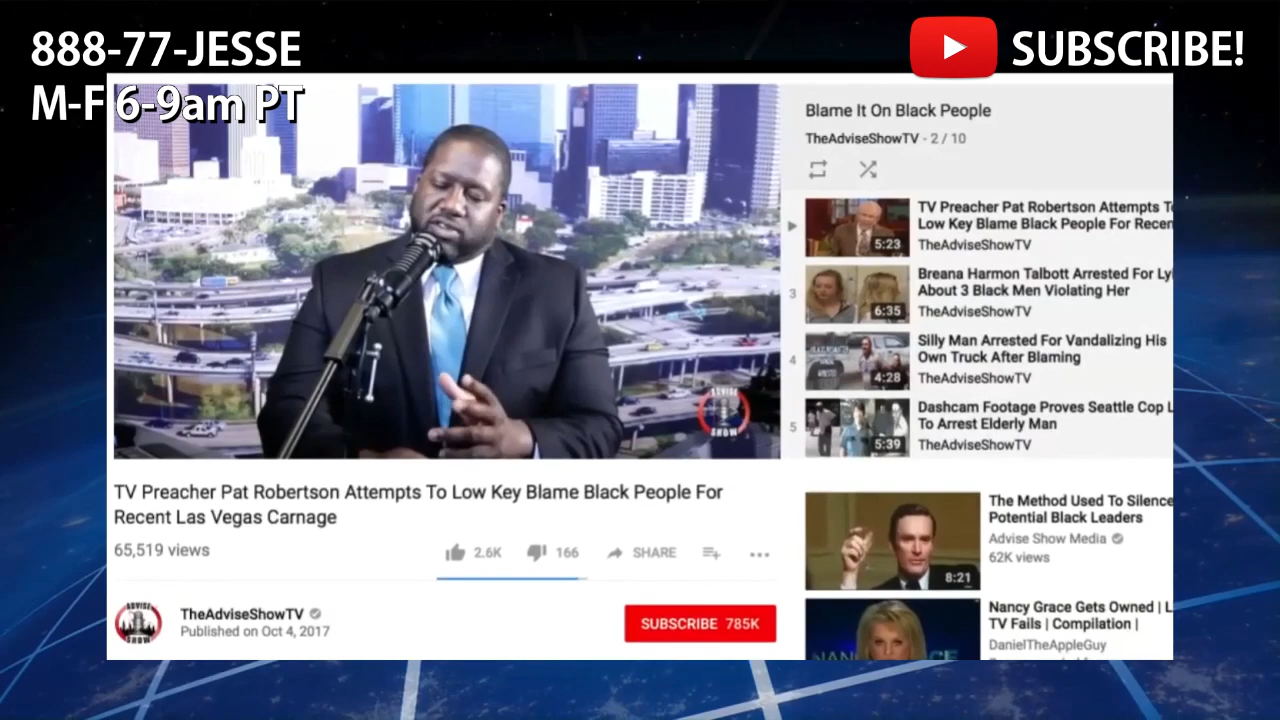 888-77-JESSE
M-F 6-9am PT
SUBSCRIBE!
ADVISE
SHOW
TV Preacher Pat Robertson Attempts To Low Key Blame Black People For
Recent Las Vegas Carnage
65,519 views
2.6K
166
SHARE
ADVISE
SHOW
TheAdviseShowTV
Published on Oct 4, 2017
SUBSCRIBE 785K
Blame It On Black People
TheAdviseShowTV - 2 / 10
5:23
TV Preacher Pat Robertson Attempts T
Low Key Blame Black People For Recen
TheAdviseShowTV
3
6:35
Breana Harmon Talbott Arrested For Ly
About 3 Black Men Violating Her
TheAdviseShowTV
4
4:28
Silly Man Arrested For Vandalizing His
Own Truck After Blaming
TheAdviseShowTV
5
5:39
Dashcam Footage Proves Seattle Cop L
To Arrest Elderly Man
TheAdviseShowTV
8:21
The Method Used To Silence
Potential Black Leaders
Advise Show Media
62K views
Nancy Grace Gets Owned | L
TV Fails | Compilation |
DanielTheAppleGuy